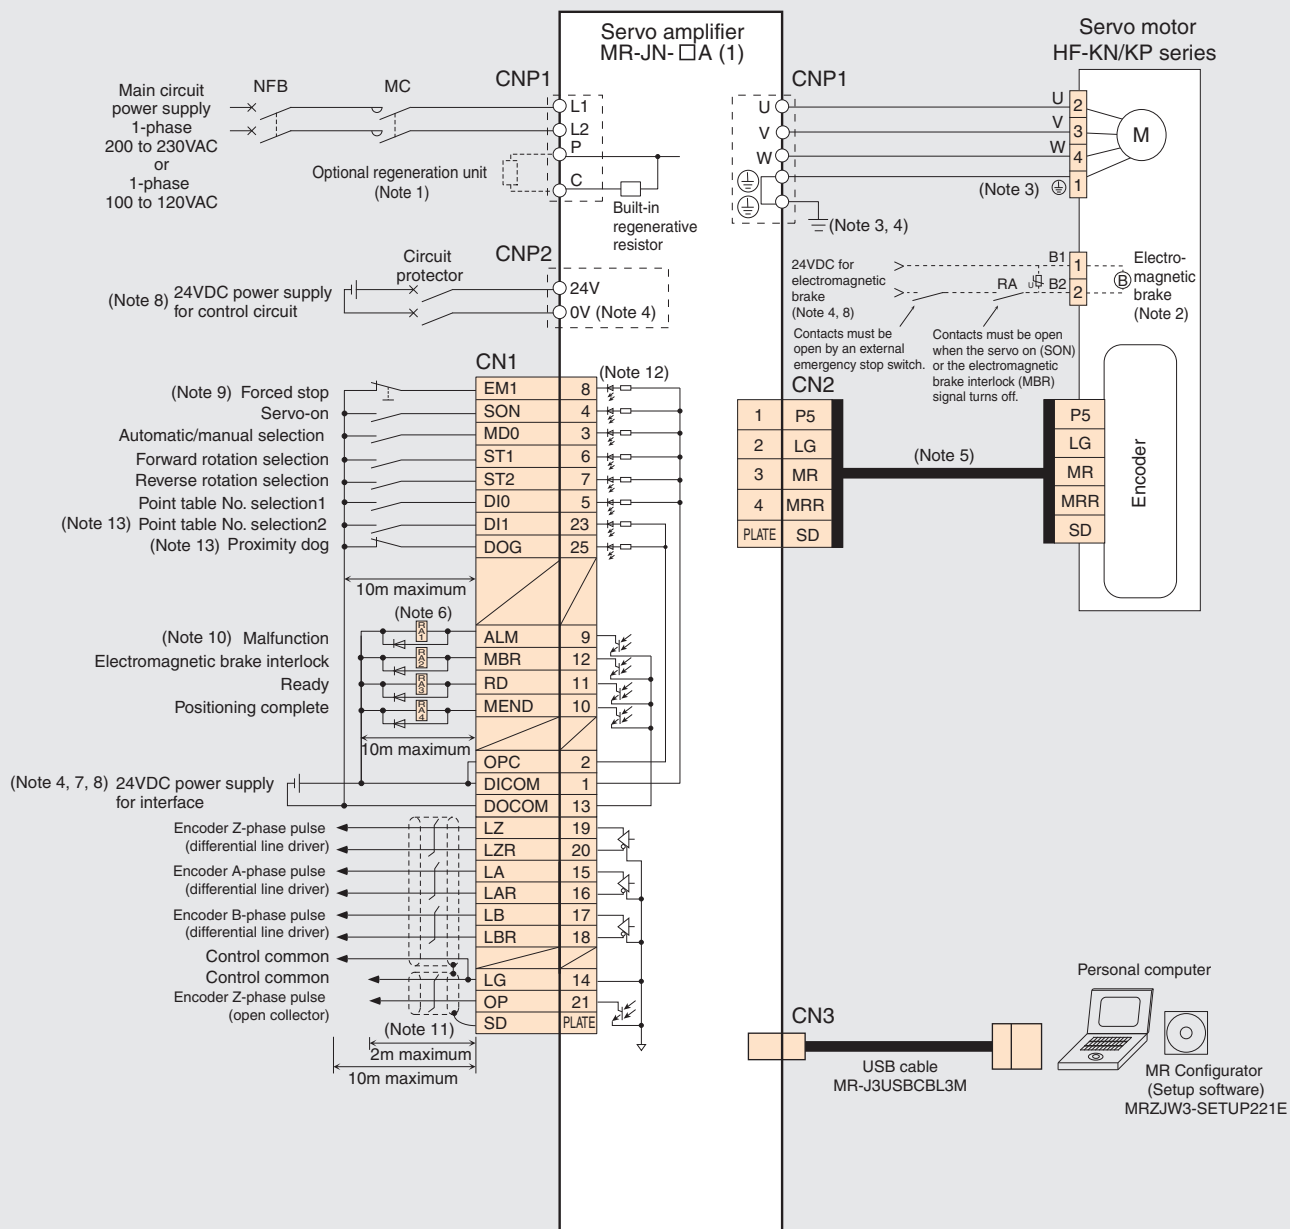 Servo amplifier
MR-JN-□A (1)
Servo motor
HF-KN/KP series
Main circuit
power supply
1-phase
200 to 230VAC
or
1-phase
100 to 120VAC
NFB
MC
CNP1
L1
L2
P
C
Optional regeneration unit
(Note 1)
Built-in
regenerative
resistor
CNP1
U
V
W
U
V
W
2
3
4
1
M
(Note 3)
(Note 3, 4)
CNP2
Circuit
protector
(Note 8)
24VDC power supply
for control circuit
24V
0V (Note 4)
24VDC for
electromagnetic
brake
(Note 4, 8)
RA
U
B1
B2
1
2
B
Electro-
magnetic
brake
(Note 2)
Contacts must be
open by an external
emergency stop switch.
Contacts must be open
when the servo on (SON)
or the electromagnetic
brake interlock (MBR)
signal turns off.
CN1
(Note 12)
(Note 9) Forced stop
EM1 8
Servo-on
SON 4
Automatic/manual selection
MD0 3
Forward rotation selection
ST1 6
Reverse rotation selection
ST2 7
Point table No. selection1
DI0 5
(Note 13) Point table No. selection2
DI1 23
(Note 13) Proximity dog
DOG 25
10m maximum
(Note 6)
(Note 10) Malfunction
RA1
ALM 9
Electromagnetic brake interlock
RA2
MBR 12
Ready
RA3
RD 11
Positioning complete
RA4
MEND 10
10m maximum
OPC 2
(Note 4, 7, 8) 24VDC power supply
for interface
DICOM 1
DOCOM 13
Encoder Z-phase pulse
(differential line driver)
LZ 19
LZR 20
Encoder A-phase pulse
(differential line driver)
LA 15
LAR 16
Encoder B-phase pulse
(differential line driver)
LB 17
LBR 18
Control common
Control common
LG 14
Encoder Z-phase pulse
(open collector)
OP 21
SD PLATE
(Note 11)
2m maximum
10m maximum
CN2
1 P5
2 LG
3 MR
4 MRR
PLATE SD
(Note 5)
P5
LG
MR
MRR
SD
Encoder
CN3
USB cable
MR-J3USBCBL3M
Personal computer
MR Configurator
(Setup software)
MRZJW3-SETUP221E